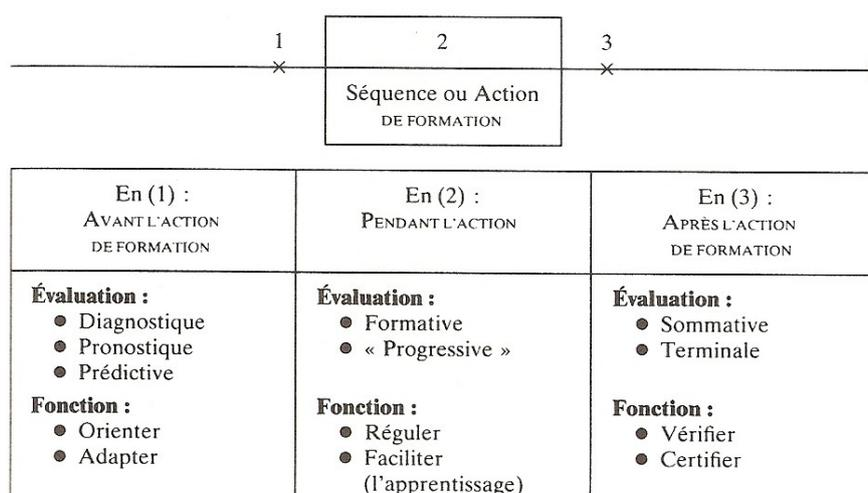 1 2 3
Séquence ou Action
DE FORMATION
En (1) :
AVANT L'ACTION
DE FORMATION
Évaluation :
● Diagnostique
● Pronostique
● Prédictive
Fonction :
● Orienter
● Adapter
En (2) :
PENDANT L'ACTION
Évaluation :
● Formative
● « Progressive »
Fonction :
● Réguler
● Faciliter
(l'apprentissage)
En (3) :
APRÈS L'ACTION
DE FORMATION
Évaluation :
● Sommative
● Terminale
Fonction :
● Vérifier
● Certifier